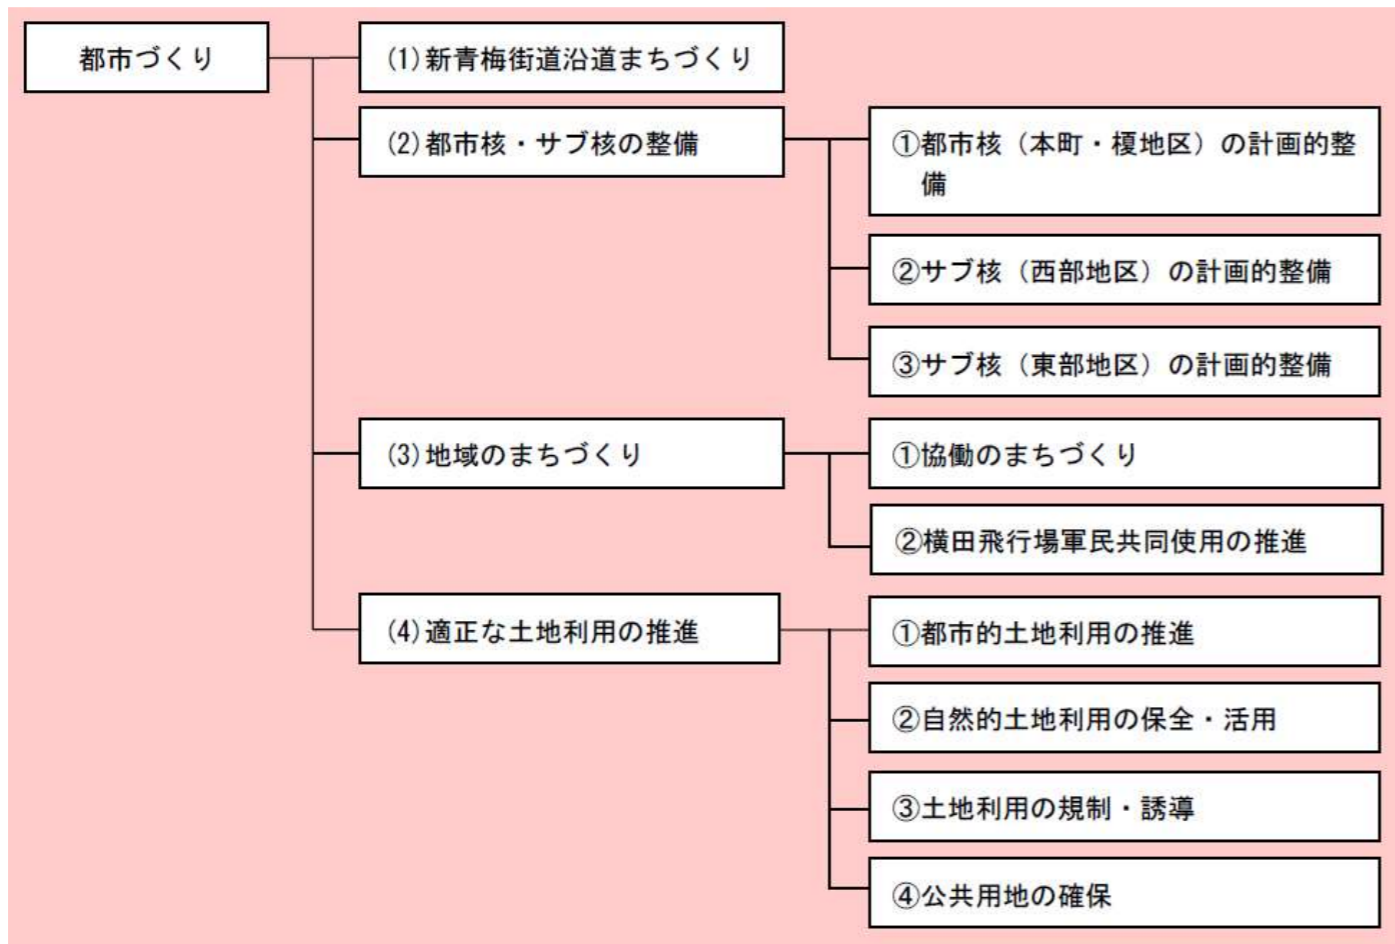 都市づくり
(1)新青梅街道沿道まちづくり
(2)都市核・サブ核の整備
①都市核（本町・榎地区）の計画的整
備
②サブ核（西部地区）の計画的整備
③サブ核（東部地区）の計画的整備
(3)地域のまちづくり
①協働のまちづくり
②横田飛行場軍民共同使用の推進
(4)適正な土地利用の推進
①都市的土地利用の推進
②自然的土地利用の保全・活用
③土地利用の規制・誘導
④公共用地の確保